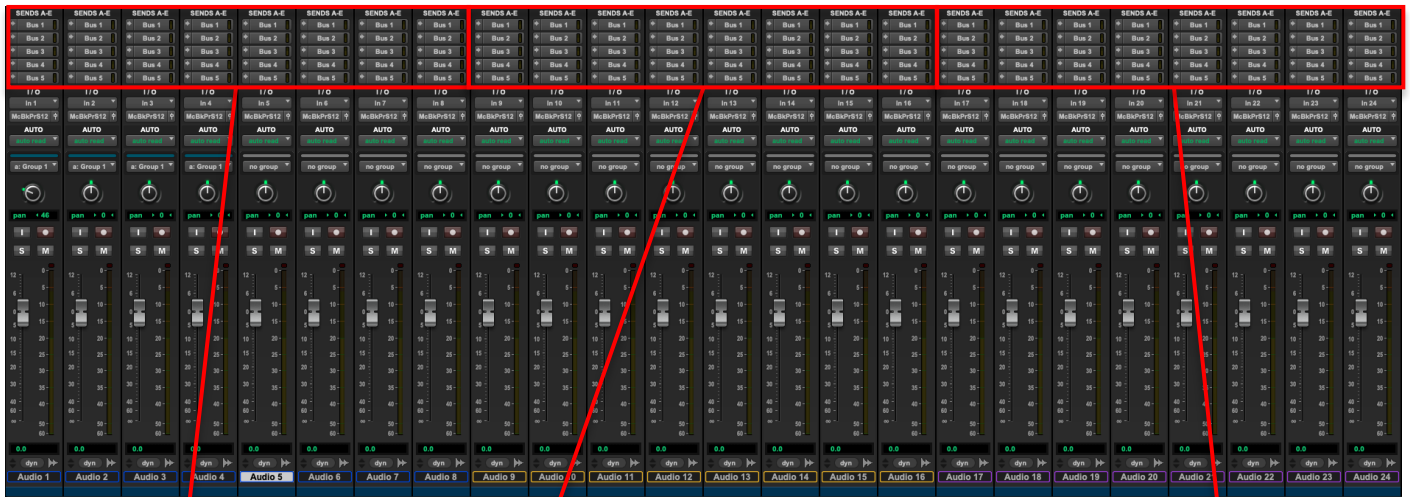 SENDS A-E SENDS A-E SENDS A-E SENDS A-E SENDS A-E SENDS A-E SENDS A-E SENDS A-E SENDS A-E SENDS A-E SENDS A-E SENDS A-E SENDS A-E SENDS A-E SENDS A-E SENDS A-E SENDS A-E SENDS A-E SENDS A-E SENDS A-E SENDS A-E SENDS A-E SENDS A-E SENDS A-E
Bus 1 Bus 1 Bus 1 Bus 1 Bus 1 Bus 1 Bus 1 Bus 1 Bus 1 Bus 1 Bus 1 Bus 1 Bus 1 Bus 1 Bus 1 Bus 1 Bus 1 Bus 1 Bus 1 Bus 1 Bus 1 Bus 1 Bus 1 Bus 1
Bus 2 Bus 2 Bus 2 Bus 2 Bus 2 Bus 2 Bus 2 Bus 2 Bus 2 Bus 2 Bus 2 Bus 2 Bus 2 Bus 2 Bus 2 Bus 2 Bus 2 Bus 2 Bus 2 Bus 2 Bus 2 Bus 2 Bus 2 Bus 2
Bus 3 Bus 3 Bus 3 Bus 3 Bus 3 Bus 3 Bus 3 Bus 3 Bus 3 Bus 3 Bus 3 Bus 3 Bus 3 Bus 3 Bus 3 Bus 3 Bus 3 Bus 3 Bus 3 Bus 3 Bus 3 Bus 3 Bus 3 Bus 3
Bus 4 Bus 4 Bus 4 Bus 4 Bus 4 Bus 4 Bus 4 Bus 4 Bus 4 Bus 4 Bus 4 Bus 4 Bus 4 Bus 4 Bus 4 Bus 4 Bus 4 Bus 4 Bus 4 Bus 4 Bus 4 Bus 4 Bus 4 Bus 4
Bus 5 Bus 5 Bus 5 Bus 5 Bus 5 Bus 5 Bus 5 Bus 5 Bus 5 Bus 5 Bus 5 Bus 5 Bus 5 Bus 5 Bus 5 Bus 5 Bus 5 Bus 5 Bus 5 Bus 5 Bus 5 Bus 5 Bus 5 Bus 5
I/O I/O I/O I/O I/O I/O I/O I/O I/O I/O I/O I/O I/O I/O I/O I/O I/O I/O I/O I/O I/O I/O I/O I/O
In 1 In 2 In 3 In 4 In 5 In 6 In 7 In 8 In 9 In 10 In 11 In 12 In 13 In 14 In 15 In 16 In 17 In 18 In 19 In 20 In 21 In 22 In 23 In 24
McBkPrS12 McBkPrS12 McBkPrS12 McBkPrS12 McBkPrS12 McBkPrS12 McBkPrS12 McBkPrS12 McBkPrS12 McBkPrS12 McBkPrS12 McBkPrS12 McBkPrS12 McBkPrS12 McBkPrS12 McBkPrS12 McBkPrS12 McBkPrS12 McBkPrS12 McBkPrS12 McBkPrS12 McBkPrS12 McBkPrS12 McBkPrS12
AUTO AUTO AUTO AUTO AUTO AUTO AUTO AUTO AUTO AUTO AUTO AUTO AUTO AUTO AUTO AUTO AUTO AUTO AUTO AUTO AUTO AUTO AUTO AUTO
auto read auto read auto read auto read auto read auto read auto read auto read auto read auto read auto read auto read auto read auto read auto read auto read auto read auto read auto read auto read auto read auto read auto read auto read
a: Group 1 a: Group 1 a: Group 1 a: Group 1 no group no group no group no group no group no group no group no group no group no group no group no group no group no group no group no group no group no group no group no group
pan 46 pan 0 pan 0 pan 0 pan 0 pan 0 pan 0 pan 0 pan 0 pan 0 pan 0 pan 0 pan 0 pan 0 pan 0 pan 0 pan 0 pan 0 pan 0 pan 0 pan 0 pan 0 pan 0 pan 0
I I I I I I I I I I I I I I I I I I I I I I I I
S M S M S M S M S M S M S M S M S M S M S M S M S M S M S M S M S M S M S M S M S M S M S M S M
0.0 0.0 0.0 0.0 0.0 0.0 0.0 0.0 0.0 0.0 0.0 0.0 0.0 0.0 0.0 0.0 0.0 0.0 0.0 0.0 0.0 0.0 0.0 0.0
dyn dyn dyn dyn dyn dyn dyn dyn dyn dyn dyn dyn dyn dyn dyn dyn dyn dyn dyn dyn dyn dyn dyn dyn
Audio 1 Audio 2 Audio 3 Audio 4 Audio 5 Audio 6 Audio 7 Audio 8 Audio 9 Audio 10 Audio 11 Audio 12 Audio 13 Audio 14 Audio 15 Audio 16 Audio 17 Audio 18 Audio 19 Audio 20 Audio 21 Audio 22 Audio 23 Audio 24